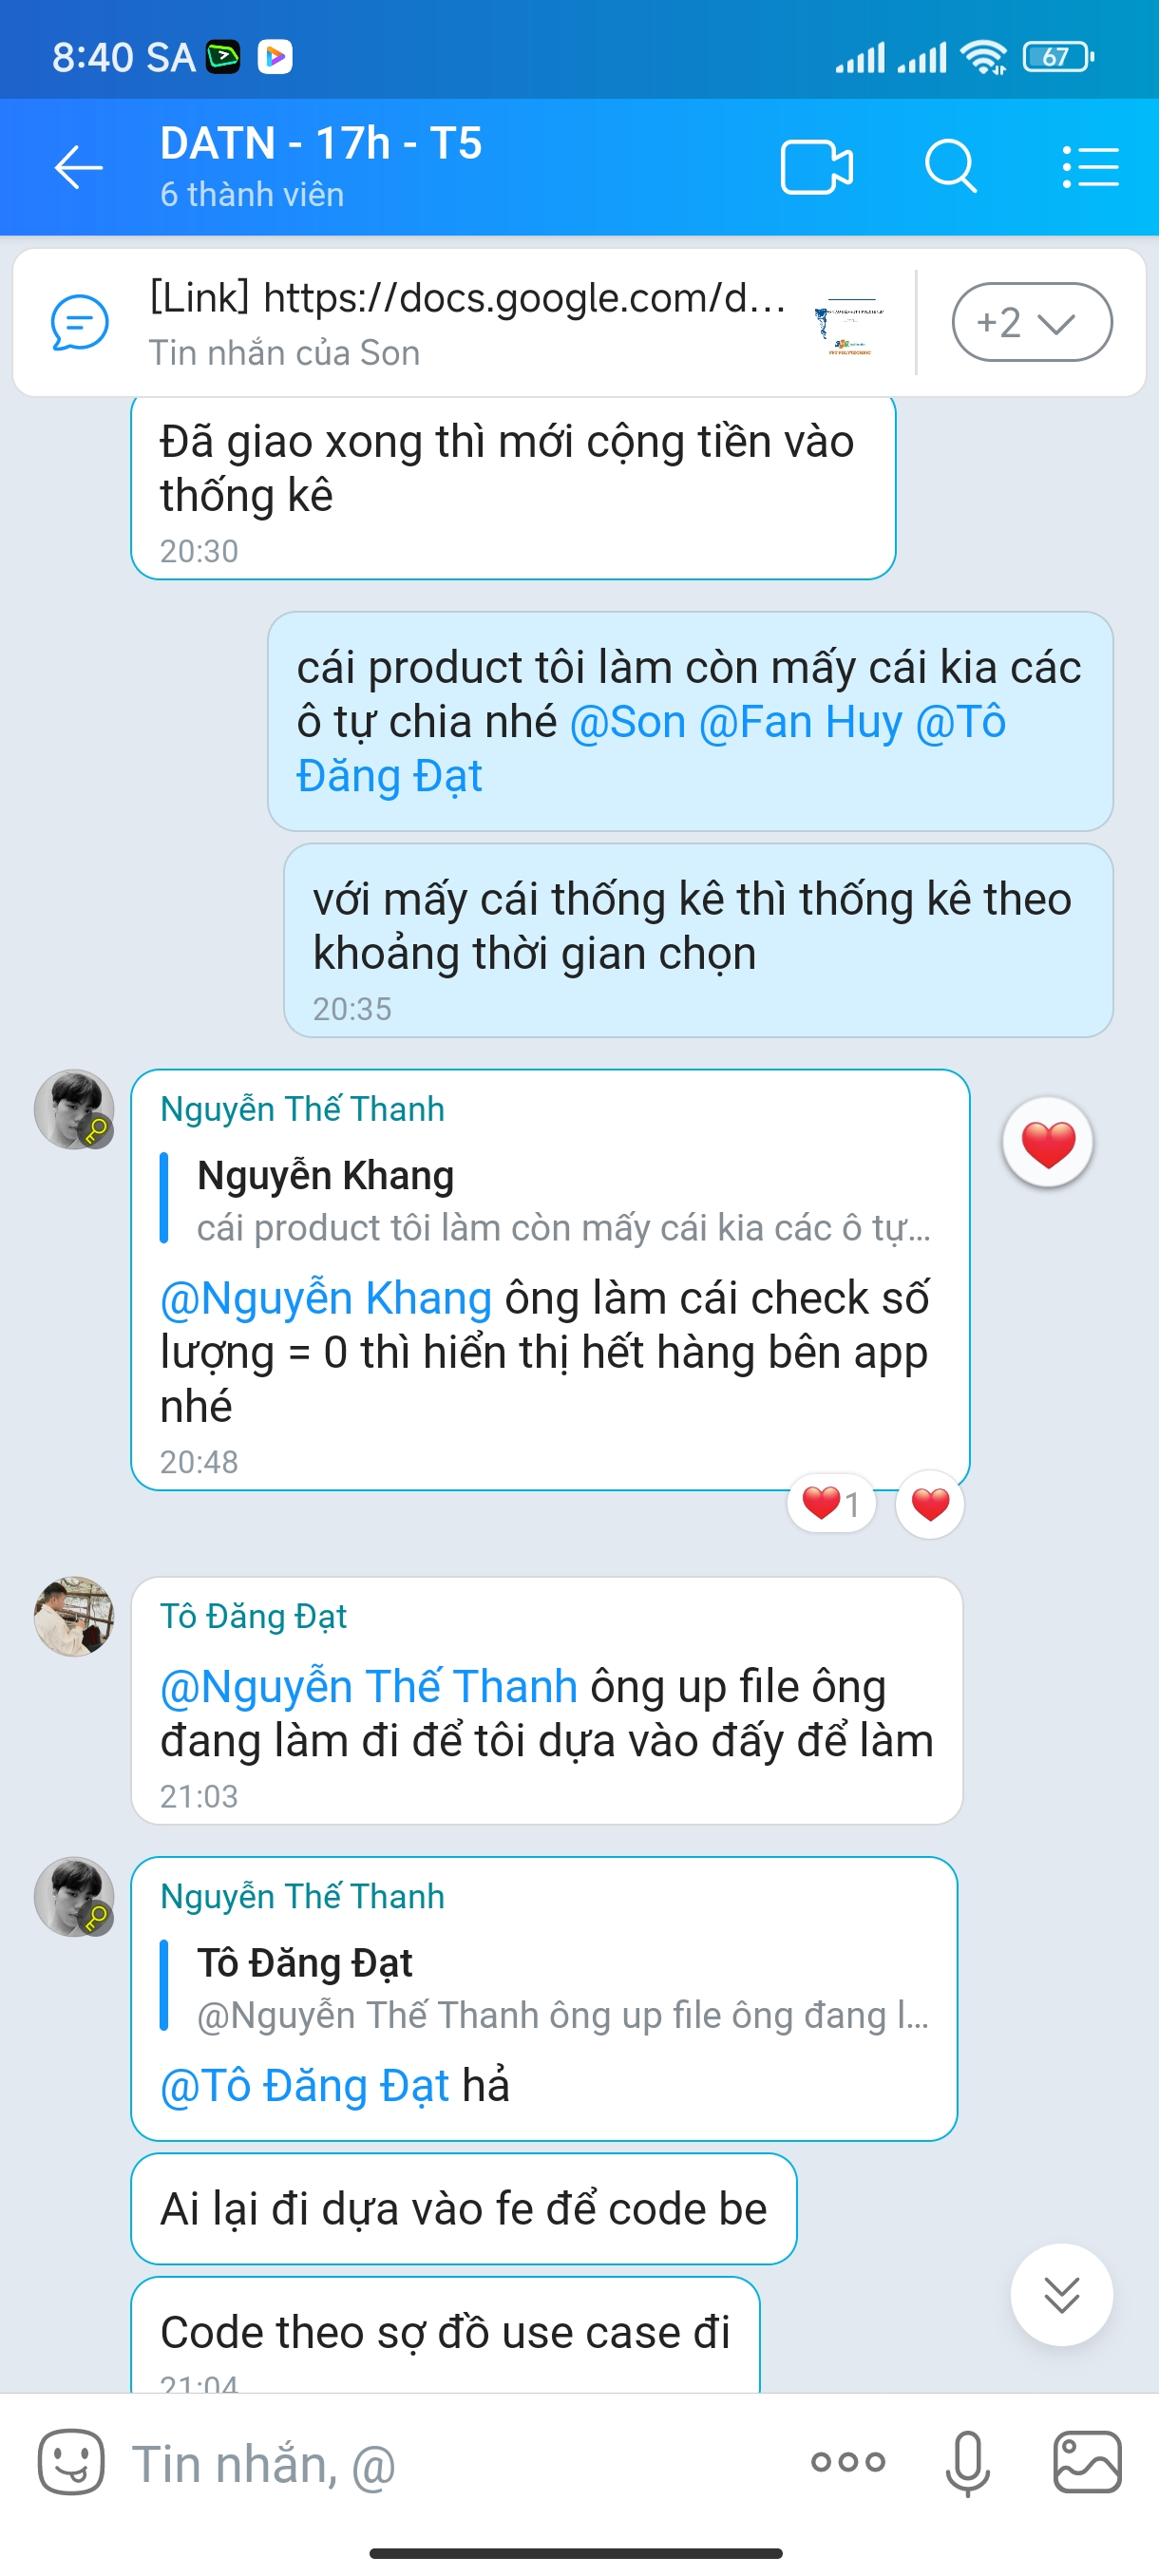 8:40 SA
67
DATN - 17h - T5
6 thành viên
[Link] https://docs.google.com/d...
Tin nhắn của Son
+2
Đã giao xong thì mới cộng tiền vào
thống kê
20:30
cái product tôi làm còn mấy cái kia các
ô tự chia nhé @Son @Fan Huy @Tô
Đăng Đạt
với mấy cái thống kê thì thống kê theo
khoảng thời gian chọn
20:35
Nguyễn Thế Thanh
Nguyễn Khang
cái product tôi làm còn mấy cái kia các ô tự...
@Nguyễn Khang ông làm cái check số
lượng = 0 thì hiển thị hết hàng bên app
nhé
20:48
1
Tô Đăng Đạt
@Nguyễn Thế Thanh ông up file ông
đang làm đi để tôi dựa vào đấy để làm
21:03
Nguyễn Thế Thanh
Tô Đăng Đạt
@Nguyễn Thế Thanh ông up file ông đang l...
@Tô Đăng Đạt hả
Ai lại đi dựa vào fe để code be
Code theo sợ đồ use case đi
21:04
Tin nhắn, @